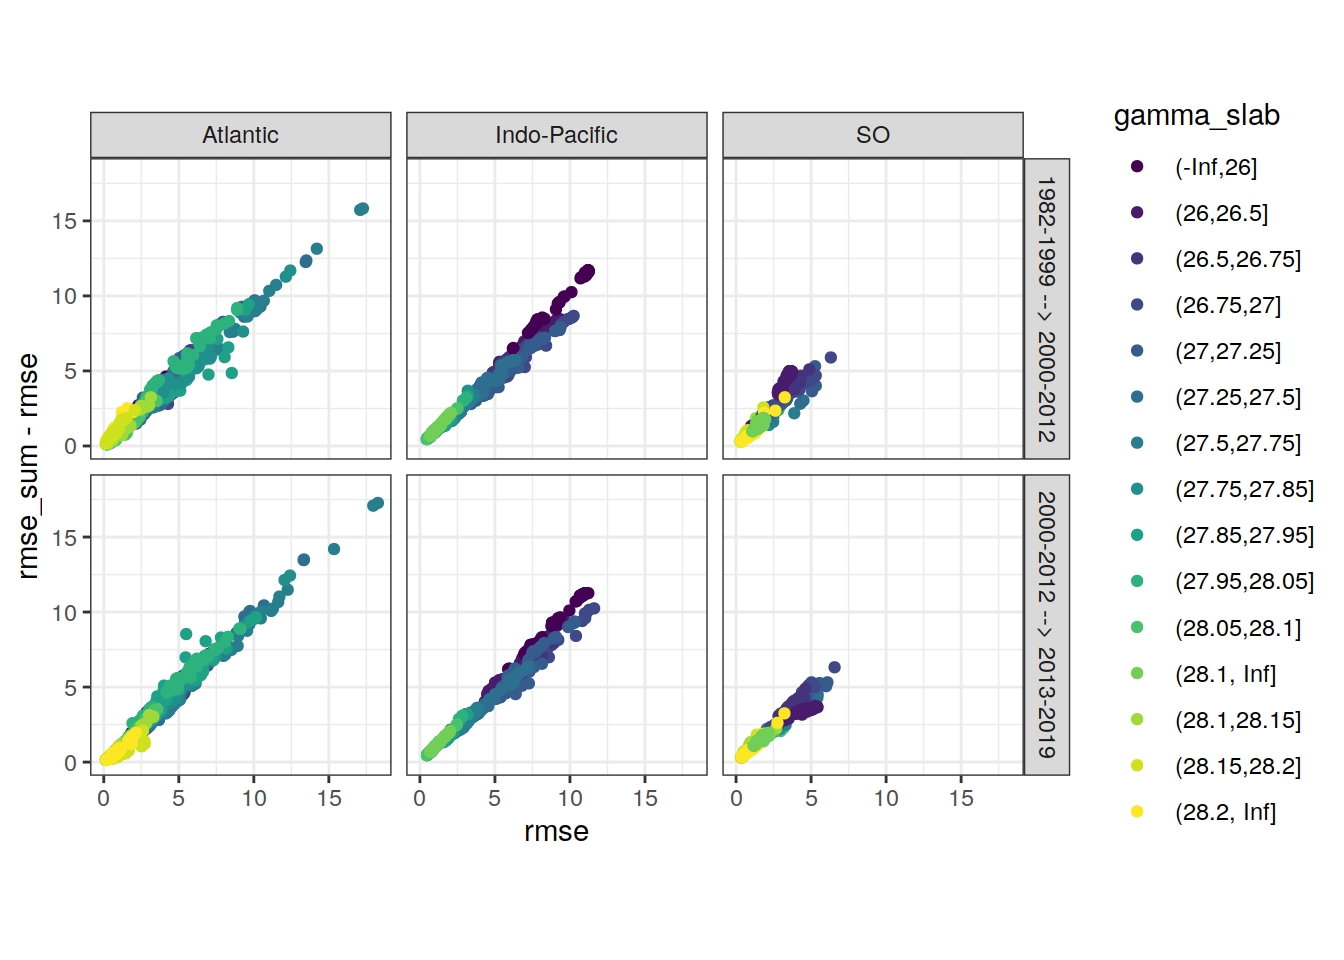 Atlantic
Indo-Pacific
SO
1982-1999 --> 2000-2012
2000-2012 --> 2013-2019
rmse_sum - rmse
15
10
5
0
15
10
5
0
0 5 10 15
0 5 10 15
0 5 10 15
rmse
gamma_slab
(-Inf,26]
(26,26.5]
(26.5,26.75]
(26.75,27]
(27,27.25]
(27.25,27.5]
(27.5,27.75]
(27.75,27.85]
(27.85,27.95]
(27.95,28.05]
(28.05,28.1]
(28.1, Inf]
(28.1,28.15]
(28.15,28.2]
(28.2, Inf]